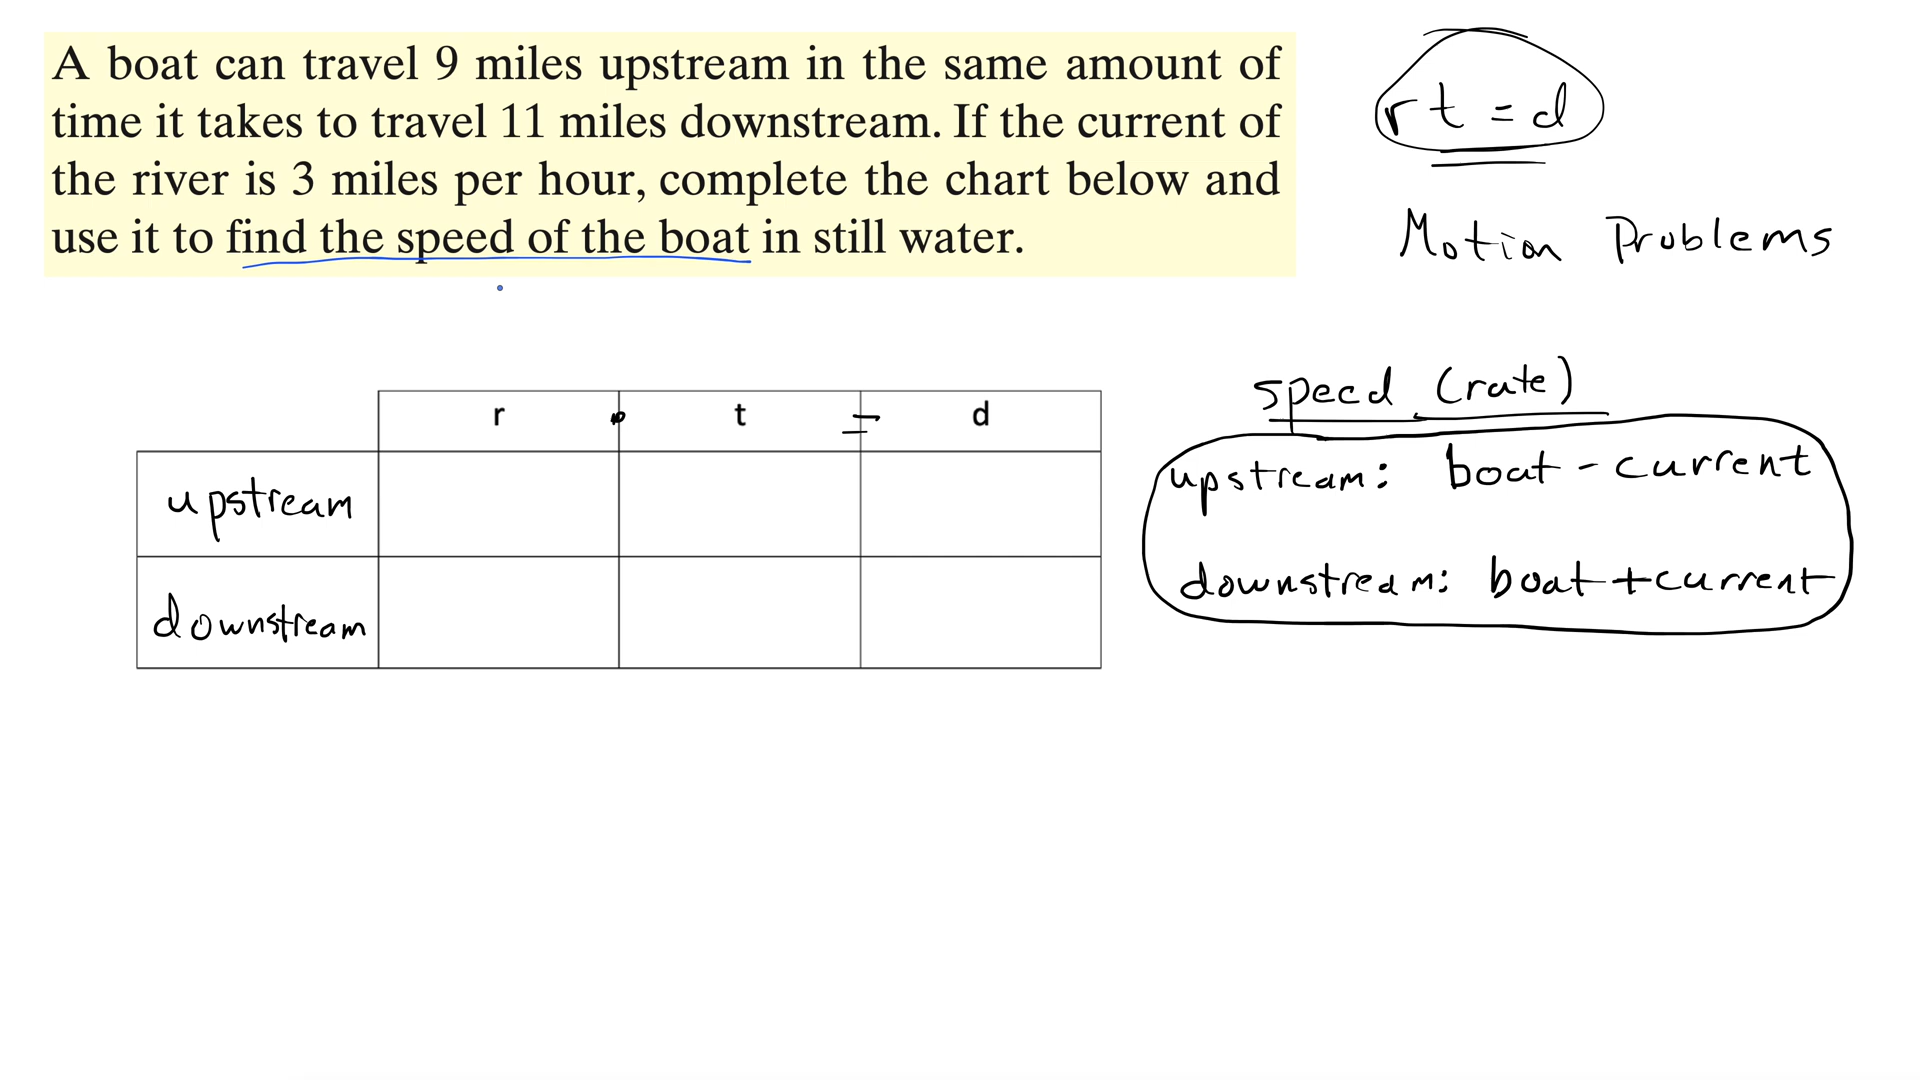 A boat can travel 9 miles upstream in the same amount of
time it takes to travel 11 miles downstream. If the current of
the river is 3 miles per hour, complete the chart below and
use it to find the speed of the boat in still water.
rt = d
Motion Problems
speed (rate)
r • t = d
upstream
downstream
upstream: boat - current
downstream: boat + current